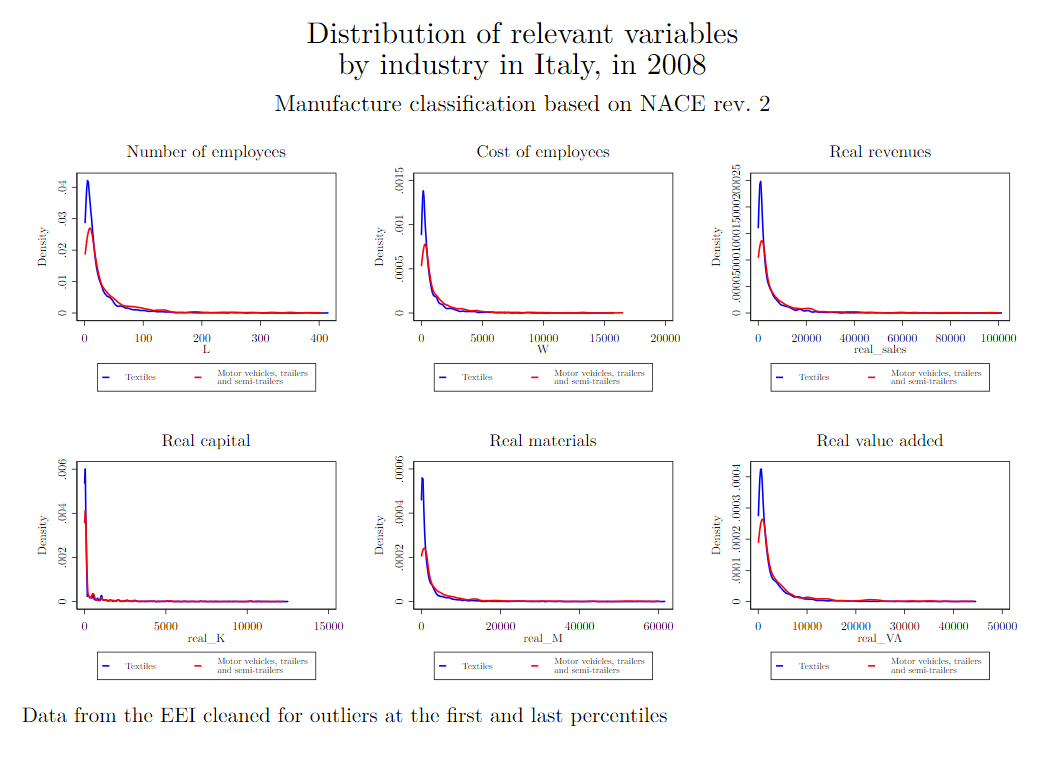 Distribution of relevant variables
by industry in Italy, in 2008
Manufacture classification based on NACE rev. 2
Number of employees
Density
0 .01 .02 .03 .04
0 100 200 300 400
L
Textiles
Motor vehicles, trailers
and semi-trailers
Cost of employees
Density
0 .0005 .001 .0015
0 5000 10000 15000 20000
W
Textiles
Motor vehicles, trailers
and semi-trailers
Real revenues
Density
0
0 20000 40000 60000 80000 100000
real_sales
Textiles
Motor vehicles, trailers
and semi-trailers
Real capital
Density
0 .002 .004 .006
0 5000 10000 15000
real_K
Textiles
Motor vehicles, trailers
and semi-trailers
Real materials
Density
0 .0002 .0004 .0006
0 20000 40000 60000
real_M
Textiles
Motor vehicles, trailers
and semi-trailers
Real value added
Density
0 .0001 .0002 .0003 .0004
0 10000 20000 30000 40000 50000
real_VA
Textiles
Motor vehicles, trailers
and semi-trailers
Data from the EEI cleaned for outliers at the first and last percentiles